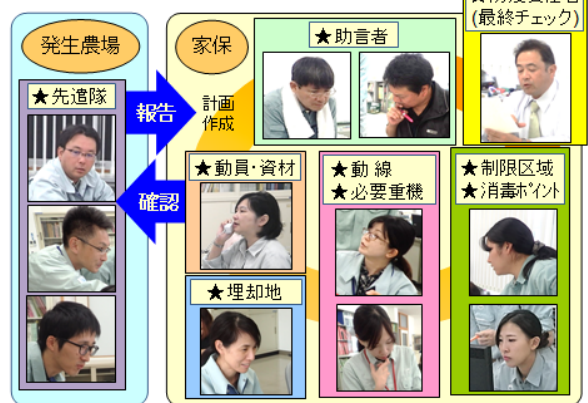 発生農場
★先遣隊
報告
確認
家保
計画
作成
★助言者
(最終チェック)
★動員・資材
★動 線
★必要重機
★制限区域
★消毒ポイント
★埋却地